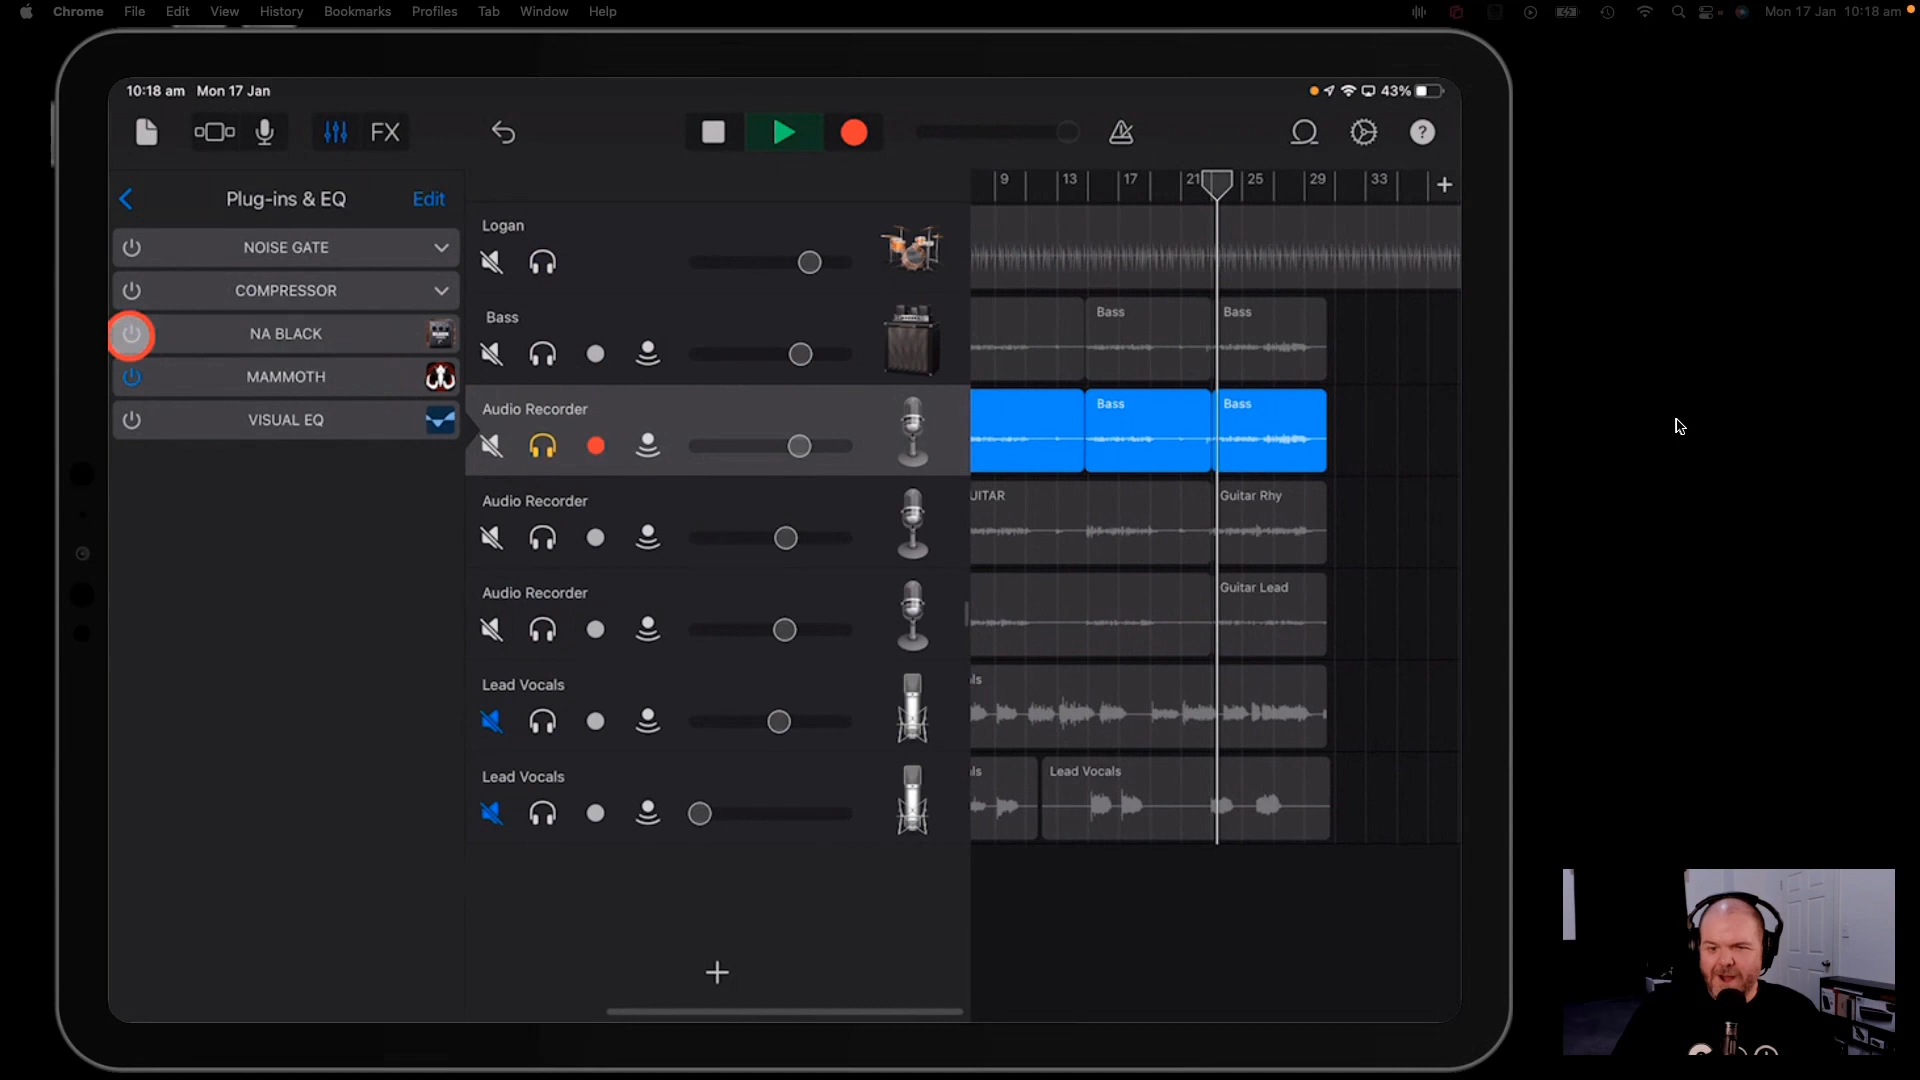 Chrome File Edit View History Bookmarks Profiles Tab Window Help Mon 17 Jan 10:18 am
10:18 am Mon 17 Jan 43%
FX
?
Plug-ins & EQ Edit
NOISE GATE
COMPRESSOR
NA BLACK
MAMMOTH
VISUAL EQ
9 13 17 21 25 29 33
Logan
Bass
Bass Bass
Audio Recorder
Bass Bass
Audio Recorder
UITAR Guitar Rhy
Audio Recorder
Guitar Lead
Lead Vocals
ls
Lead Vocals
ls Lead Vocals